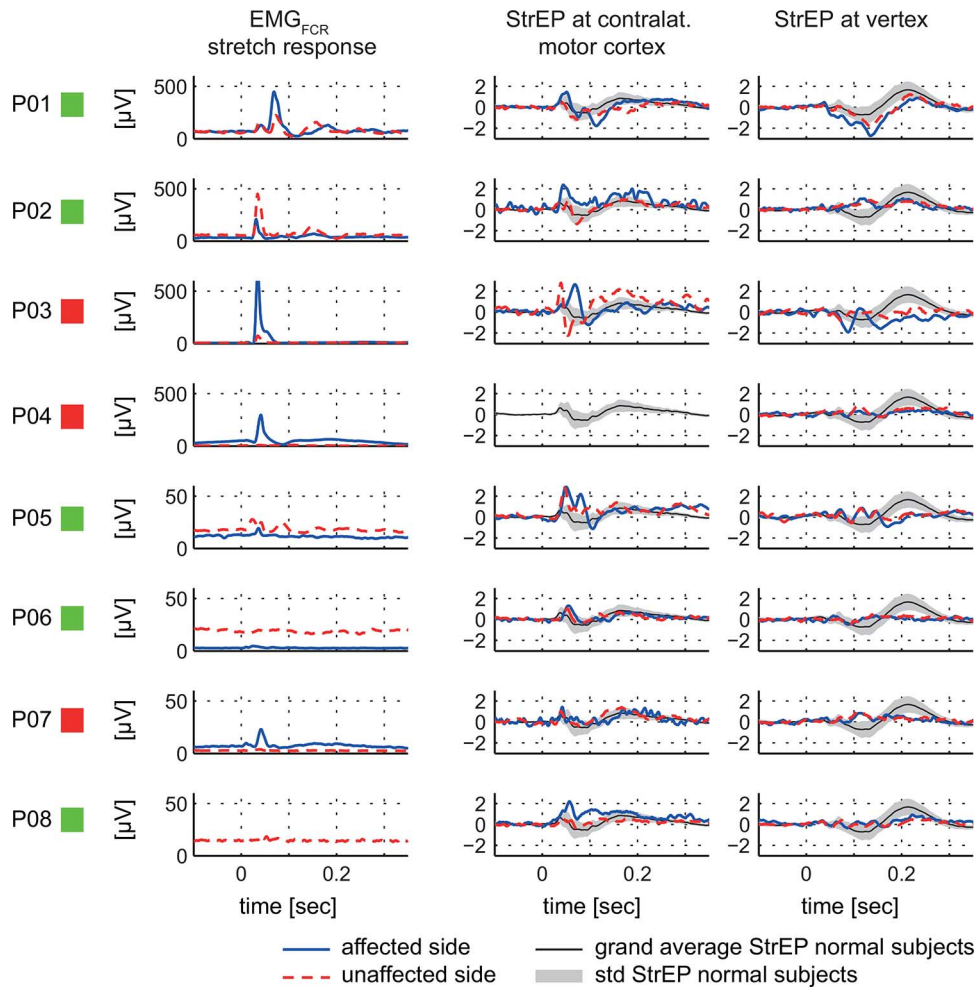 EMG_FCR stretch response
StrEP at contralat. motor cortex
StrEP at vertex
P01
[µV]
500
0
2
0
−2
2
0
−2
P02
[µV]
500
0
2
0
−2
2
0
−2
P03
[µV]
500
0
2
0
−2
2
0
−2
P04
[µV]
500
0
2
0
−2
2
0
−2
P05
[µV]
50
0
2
0
−2
2
0
−2
P06
[µV]
50
0
2
0
−2
2
0
−2
P07
[µV]
50
0
2
0
−2
2
0
−2
P08
[µV]
50
0
2
0
−2
2
0
−2
0 0.2
0 0.2
0 0.2
time [sec]
time [sec]
time [sec]
affected side
unaffected side
grand average StrEP normal subjects
std StrEP normal subjects